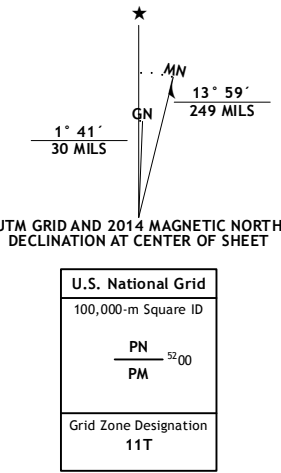 ★
MN
13° 59´
249 MILS
GN
1° 41´
30 MILS
UTM GRID AND 2014 MAGNETIC NORTH
DECLINATION AT CENTER OF SHEET
U.S. National Grid
100,000-m Square ID
PN
5200
PM
Grid Zone Designation
11T